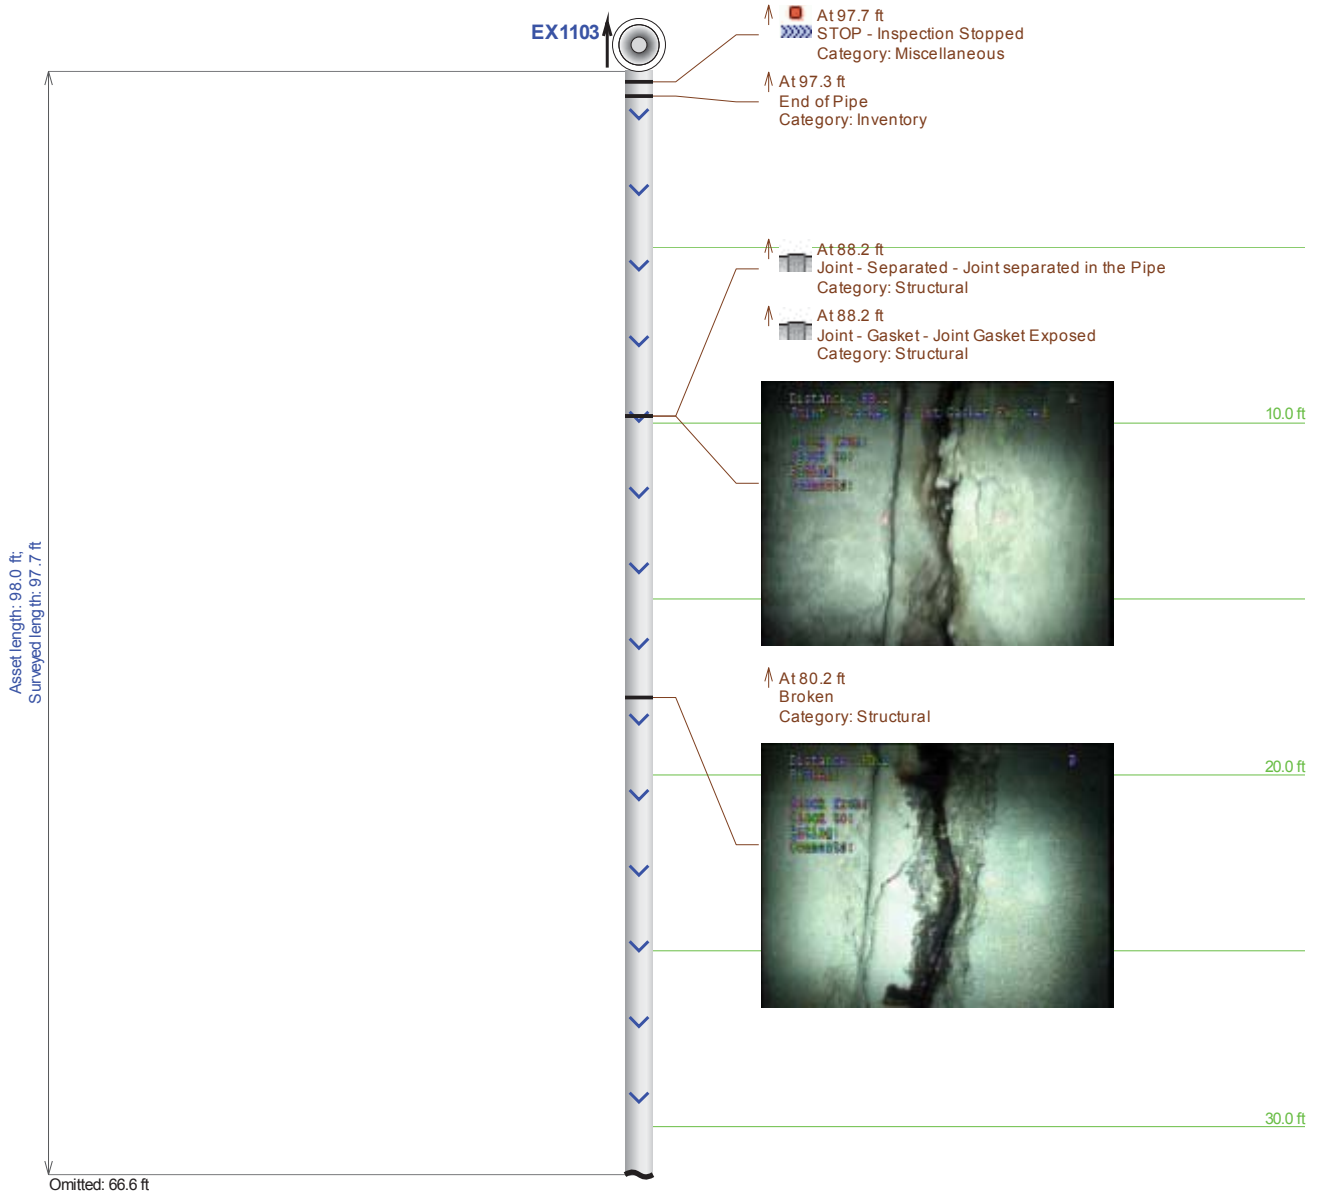 EX1103
At 97.7 ft
STOP - Inspection Stopped
Category: Miscellaneous
At 97.3 ft
End of Pipe
Category: Inventory
At 88.2 ft
Joint - Separated - Joint separated in the Pipe
Category: Structural
At 88.2 ft
Joint - Gasket - Joint Gasket Exposed
Category: Structural
10.0 ft
Asset length: 98.0 ft;
Surveyed length: 97.7 ft
At 80.2 ft
Broken
Category: Structural
20.0 ft
Comments:
30.0 ft
Omitted: 66.6 ft